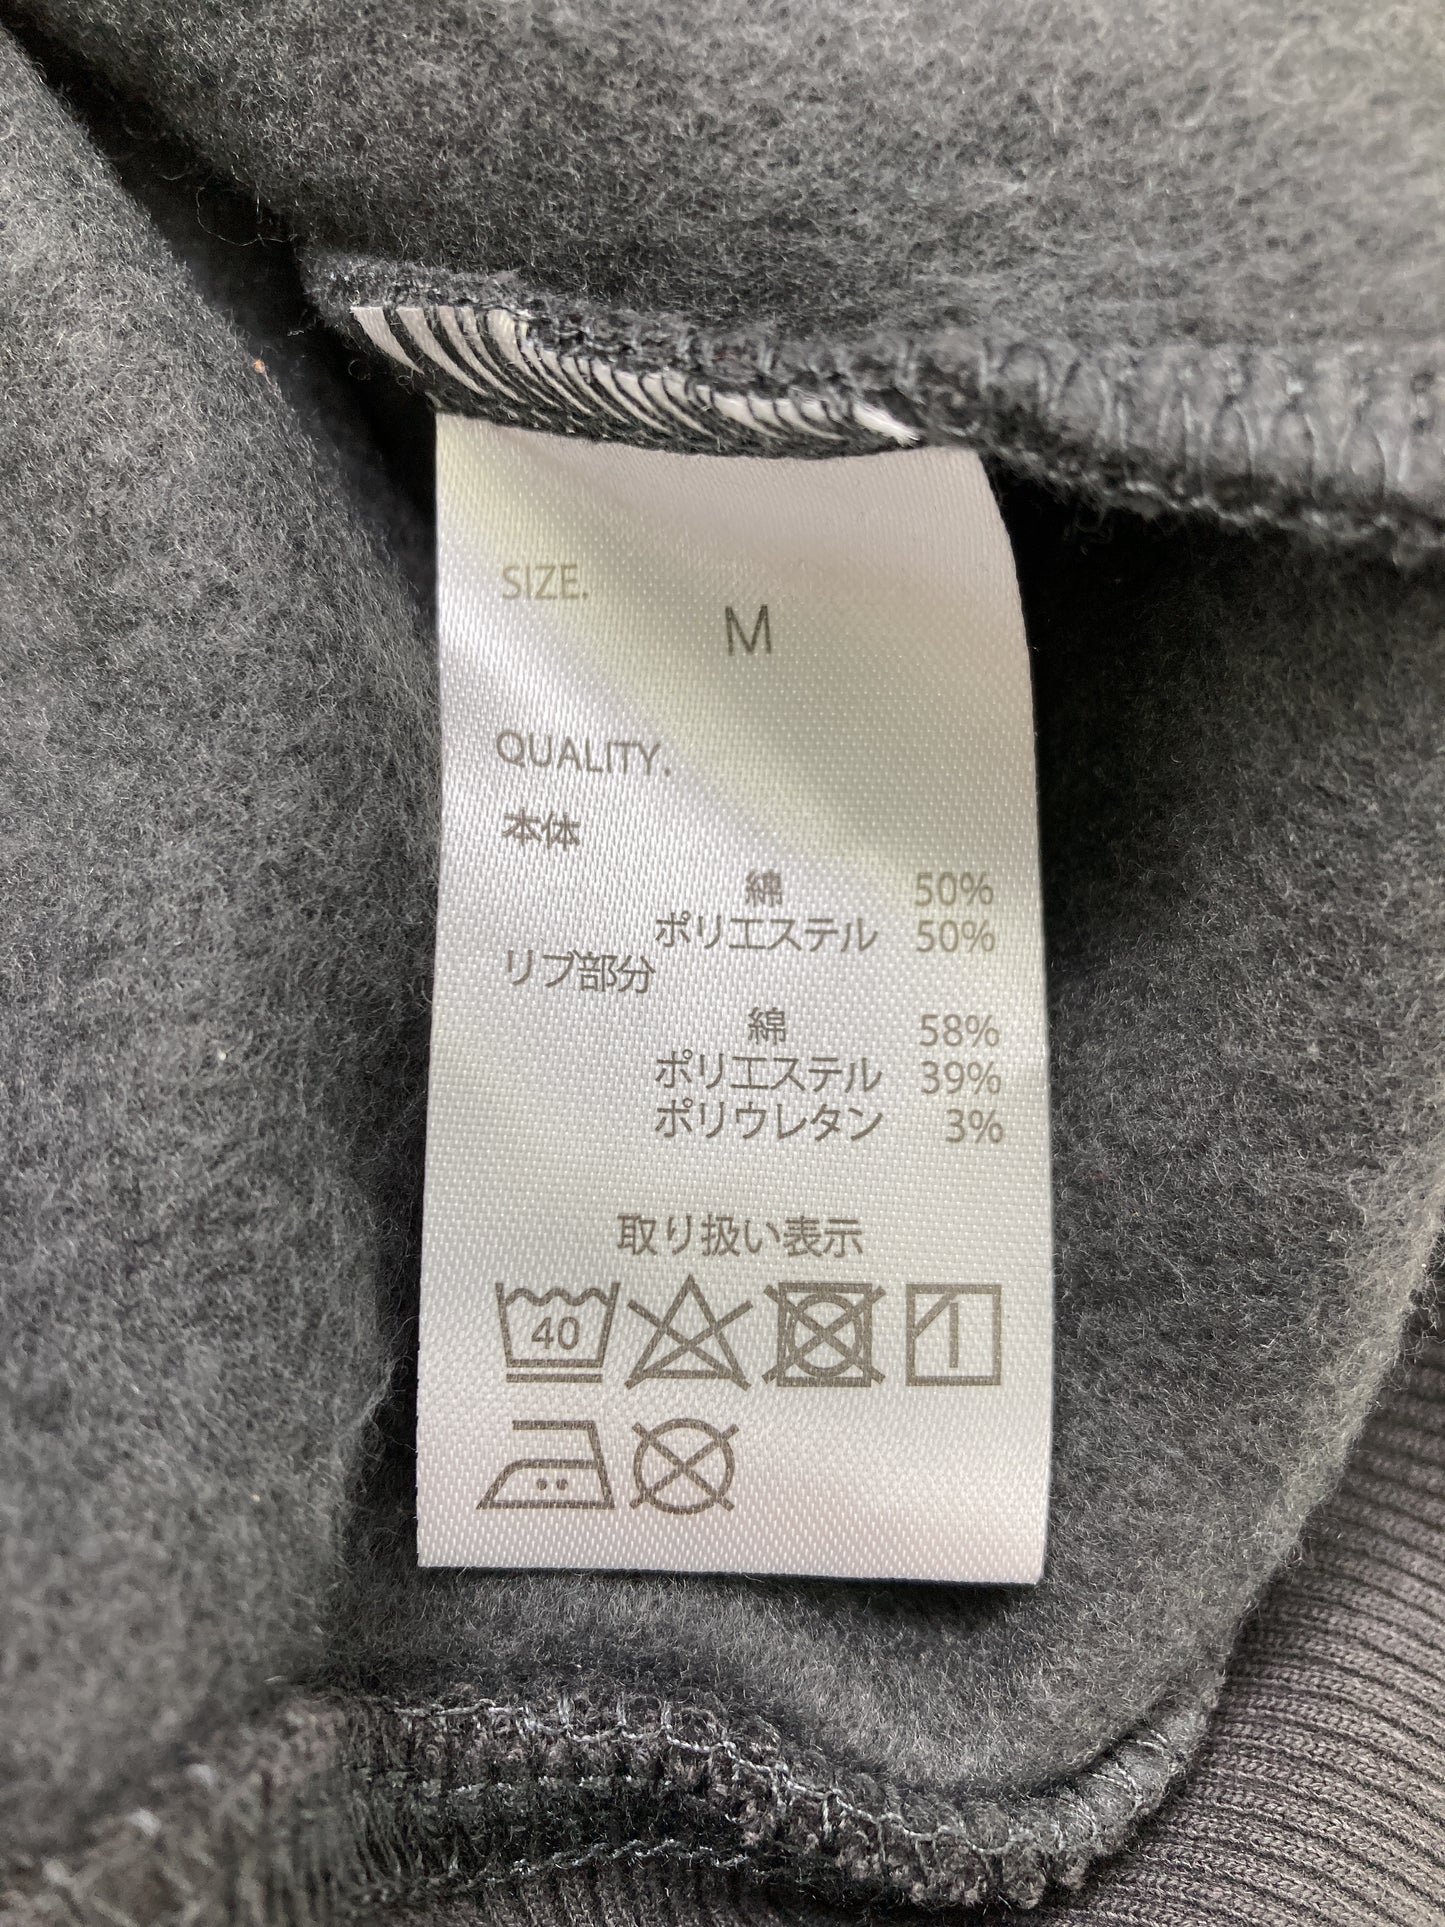 SIZE.
M
QUALITY.
本体
綿 50%
ポリエステル 50%
リブ部分
綿 58%
ポリエステル 39%
ポリウレタン 3%
取り扱い表示
40